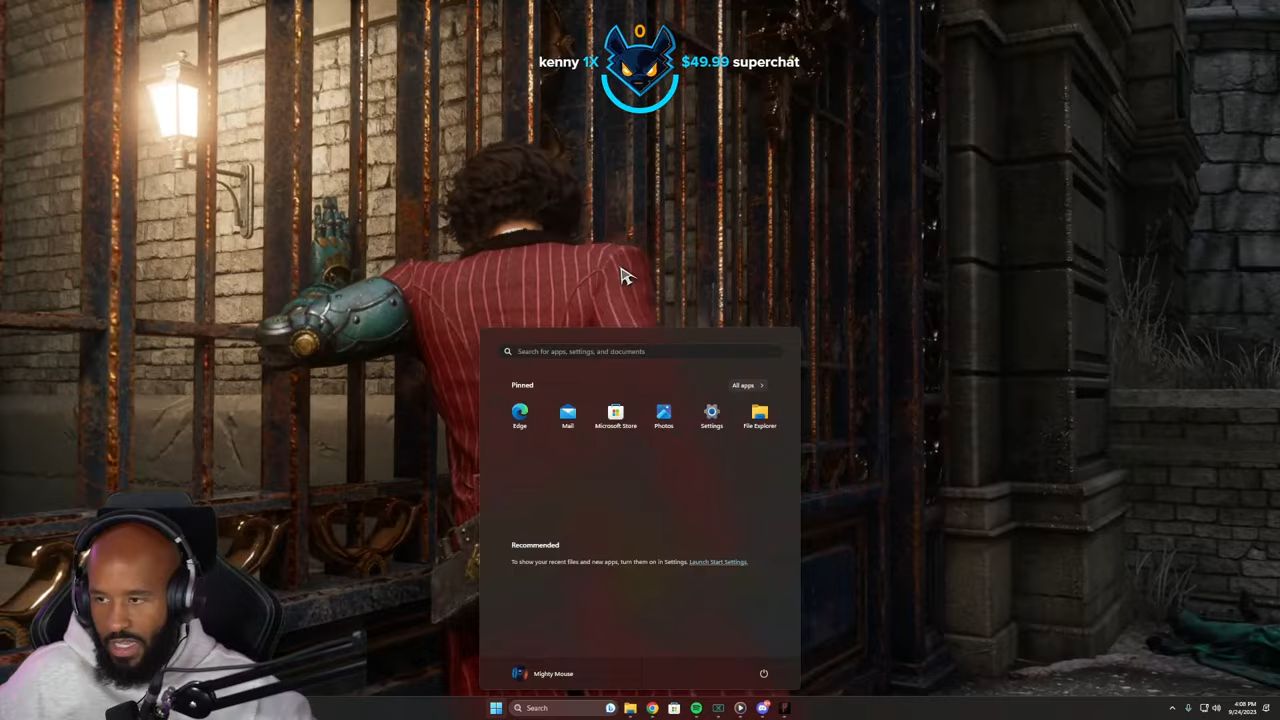 0
kenny 1X $49.99 superchat
Search for apps, settings, and documents
Pinned All apps
Edge Mail Microsoft Store Photos Settings File Explorer
Recommended
To show your recent files and new apps, turn them on in Settings. Launch Start Settings.
Mighty Mouse
Search
4:08 PM
9/24/2023